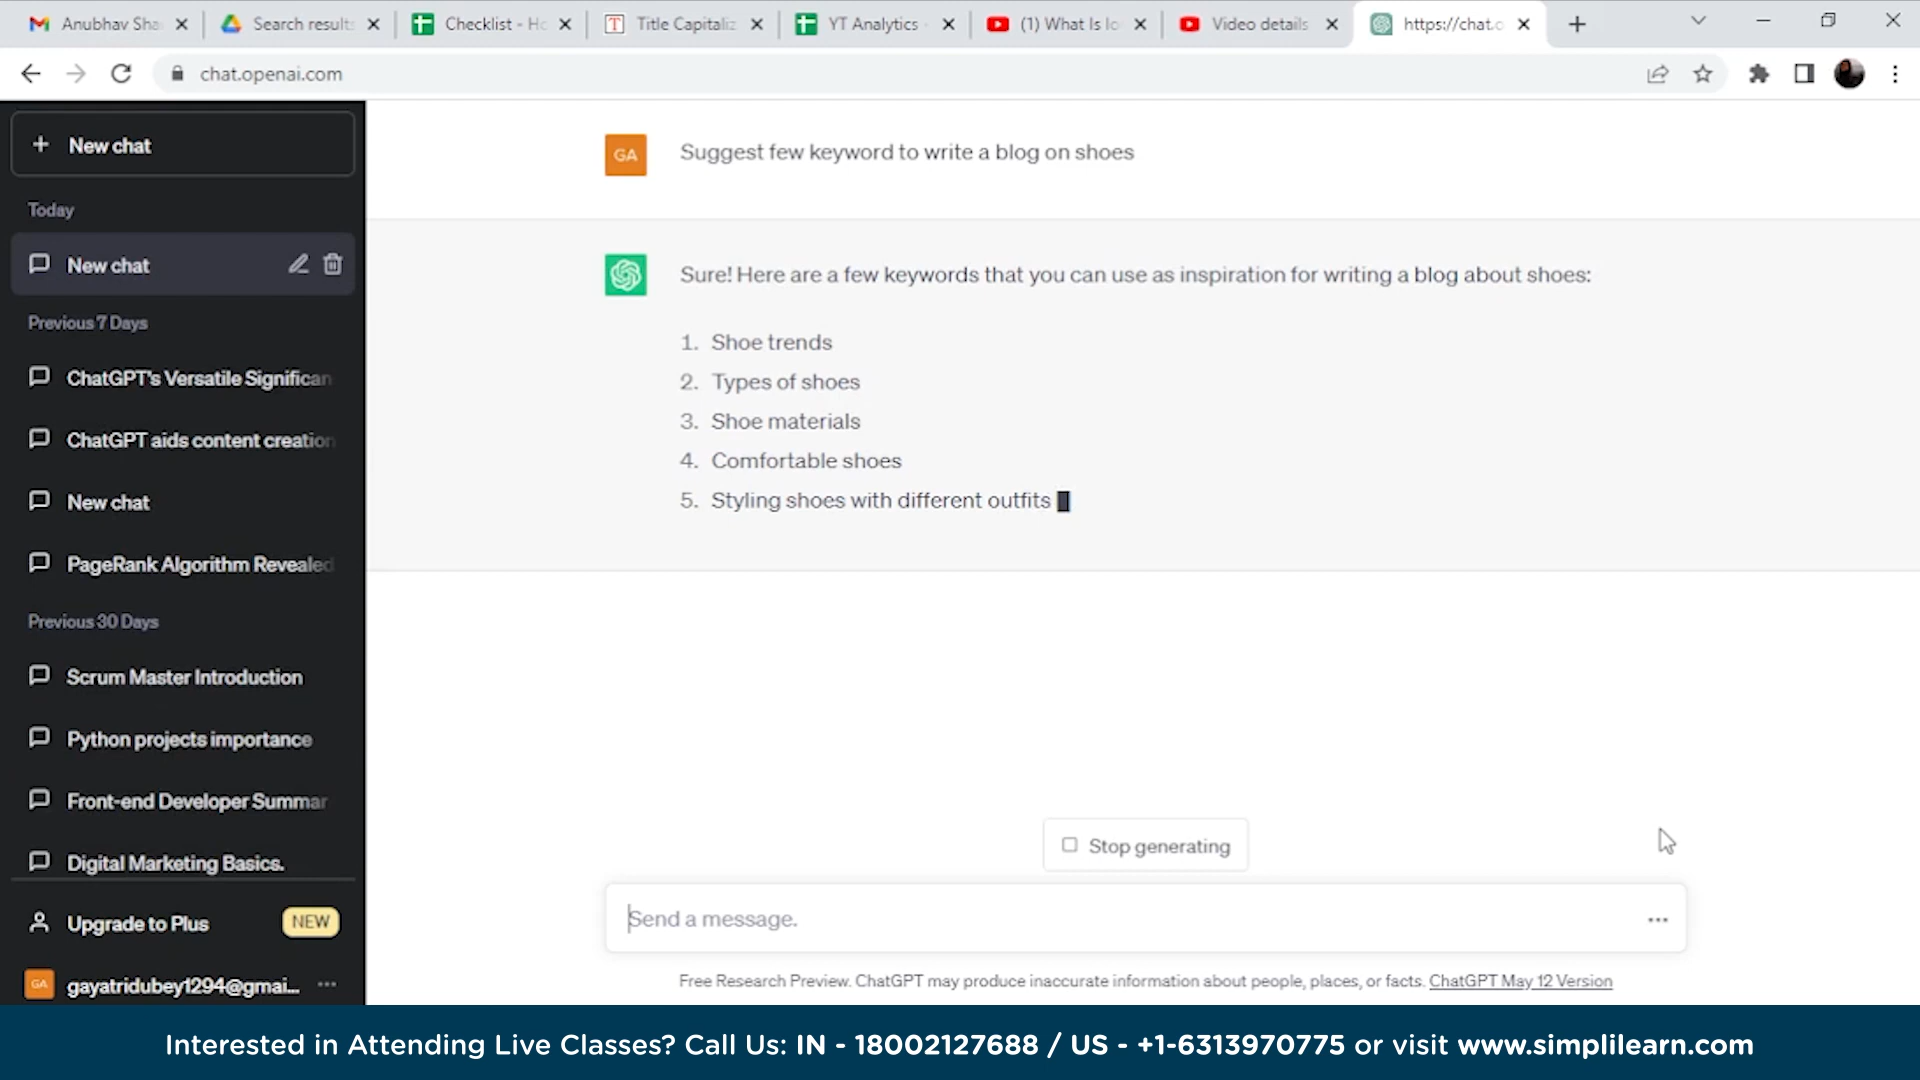 Anubhav Sha
Search results
Checklist - Ho
Title Capitaliz
YT Analytics -
(1) What Is Io
Video details
https://chat.o
chat.openai.com
+ New chat
Today
New chat
Previous 7 Days
ChatGPT's Versatile Significan
ChatGPT aids content creation
New chat
PageRank Algorithm Revealed
Previous 30 Days
Scrum Master Introduction
Python projects importance
Front-end Developer Summar
Digital Marketing Basics.
Upgrade to Plus NEW
GA gayatridubey1294@gmai...
GA Suggest few keyword to write a blog on shoes
Sure! Here are a few keywords that you can use as inspiration for writing a blog about shoes:
1. Shoe trends
2. Types of shoes
3. Shoe materials
4. Comfortable shoes
5. Styling shoes with different outfits
Stop generating
Send a message.
Free Research Preview. ChatGPT may produce inaccurate information about people, places, or facts. ChatGPT May 12 Version
Interested in Attending Live Classes? Call Us: IN - 18002127688 / US - +1-6313970775 or visit www.simplilearn.com